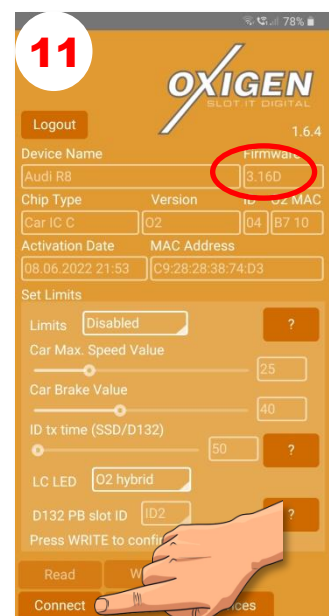 78%
11
OXIGEN
SLOT IT DIGITAL
Logout
1.6.4
Device Name
Firmware
Audi R8
3.16D
Chip Type Version ID O2 MAC
Car IC C
O2
04
B7 10
Activation Date MAC Address
08.06.2022 21:53
C9:28:28:38:74:D3
Set Limits
Limits Disabled ?
Car Max. Speed Value
25
Car Brake Value
40
ID tx time (SSD/D132)
50 ?
LC LED O2 hybrid
D132 PB slot ID ID2 ?
Press WRITE to
Read
Connect